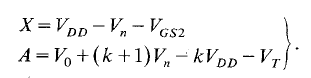 X = V_{DD} − V_n − V_{GS2}
A = V_0 + (k + 1)V_n − kV_{DD} − V_T }.